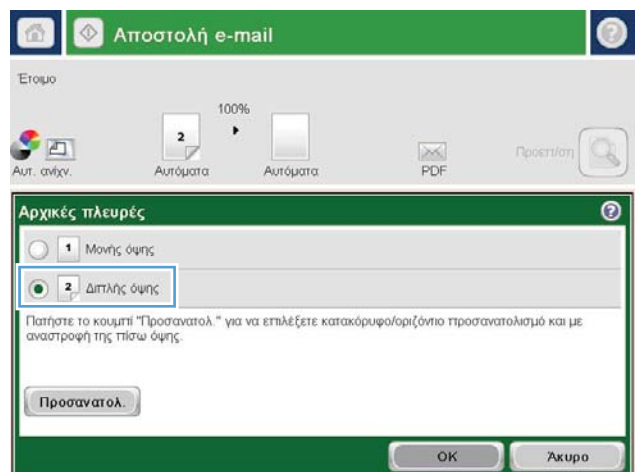 Αποστολή e-mail
Έτοιμο
100%
2
Αυτ. ανίχν.
Αυτόματα
Αυτόματα
PDF
Προεπ/ση
Αρχικές πλευρές
1 Μονής όψης
2 Διπλής όψης
Πατήστε το κουμπί "Προσανατολ." για να επιλέξετε κατακόρυφο/οριζόντιο προσανατολισμό και με
αναστροφή της πίσω όψης.
Προσανατολ.
OK
Άκυρο